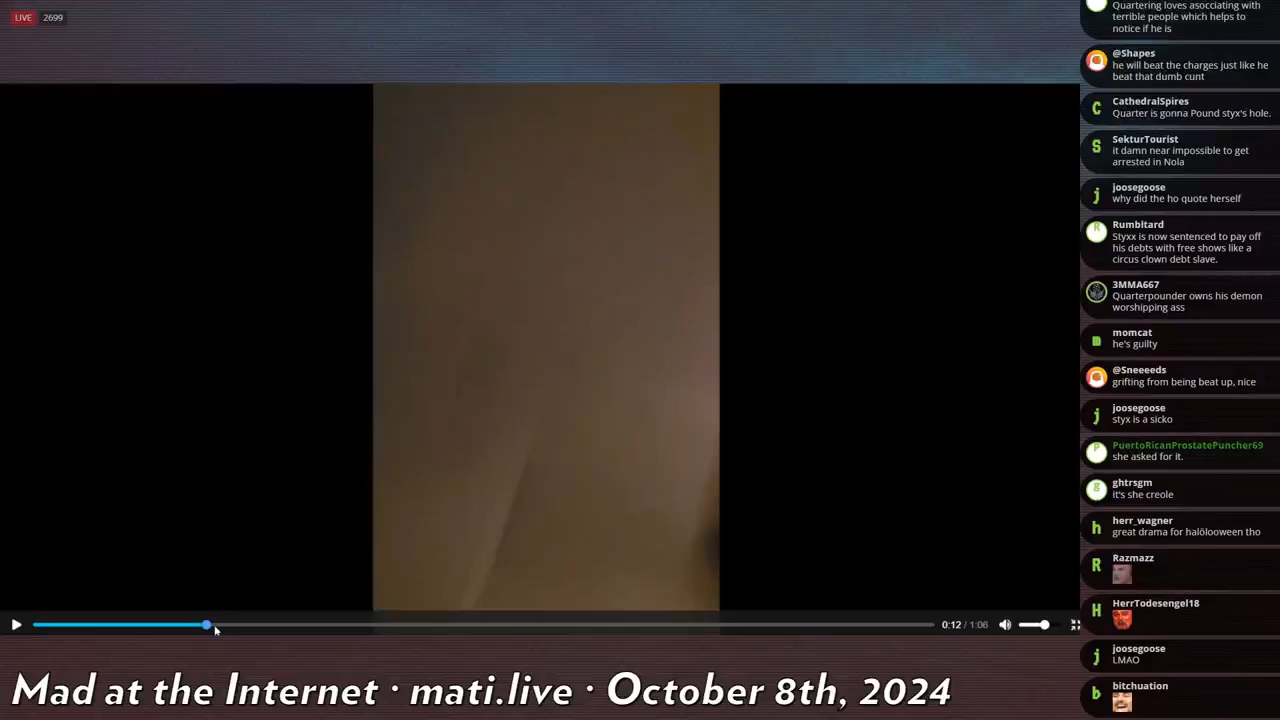 LIVE 2699
Quartering loves asocciating with
terrible people which helps to
notice if he is
@Shapes
he will beat the charges just like he
beat that dumb cunt
C CathedralSpires
Quarter is gonna Pound styx's hole.
S SekturTourist
it damn near impossible to get
arrested in Nola
j joosegoose
why did the ho quote herself
R Rumbltard
Styxx is now sentenced to pay off
his debts with free shows like a
circus clown debt slave.
3MMA667
Quarterpounder owns his demon
worshipping ass
m momcat
he's guilty
@Sneeeeds
grifting from being beat up, nice
j joosegoose
styx is a sicko
P PuertoRicanProstatePuncher69
she asked for it.
g ghtrsgm
it's she creole
h herr_wagner
great drama for halölooween tho
R Razmazz
H HerrTodesengel18
j joosegoose
LMAO
b bitchuation
0:12 / 1:06
Mad at the Internet · mati.live · October 8th, 2024